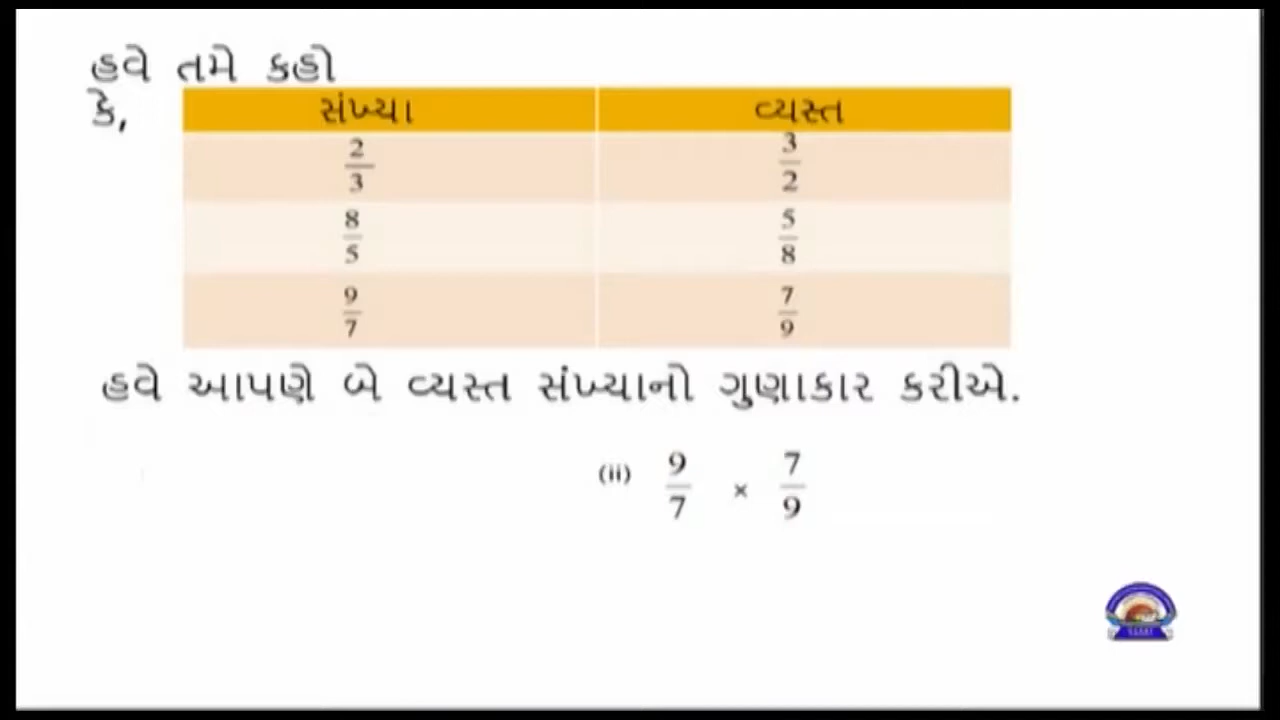 હવે તમે કહો
કે,
સંખ્યા વ્યસ્ત
2/3 3/2
8/5 5/8
9/7 7/9
હવે આપણે બે વ્યસ્ત સંખ્યાનો ગુણાકાર કરીએ.
(ii) 9/7 × 7/9